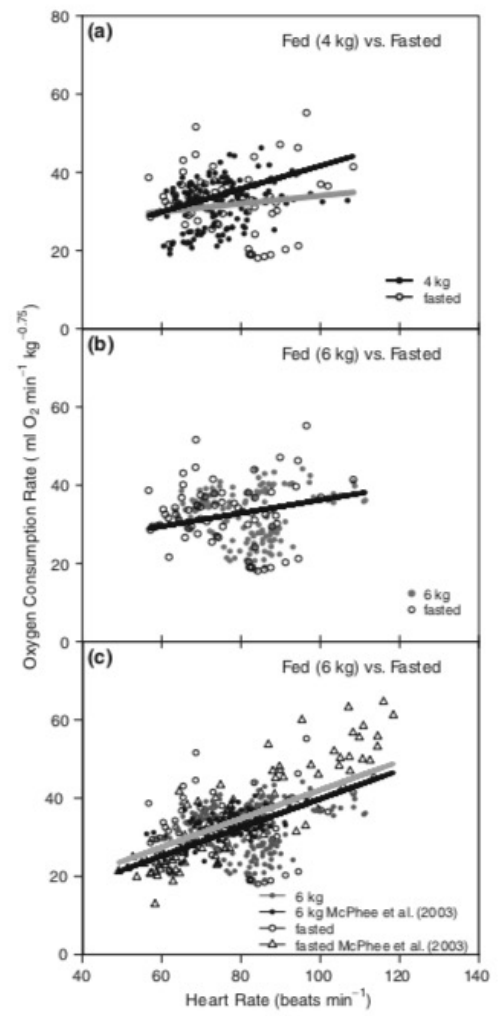 80
(a)
Fed (4 kg) vs. Fasted
60
40
20
4 kg
fasted
0
(b)
Fed (6 kg) vs. Fasted
60
40
20
6 kg
fasted
0
(c)
Fed (6 kg) vs. Fasted
60
40
20
6 kg
6 kg McPhee et al. (2003)
fasted
fasted McPhee et al. (2003)
0
40 60 80 100 120 140
Heart Rate (beats min⁻¹)
Oxygen Consumption Rate ( ml O₂ min⁻¹ kg⁻⁰·⁷⁵)